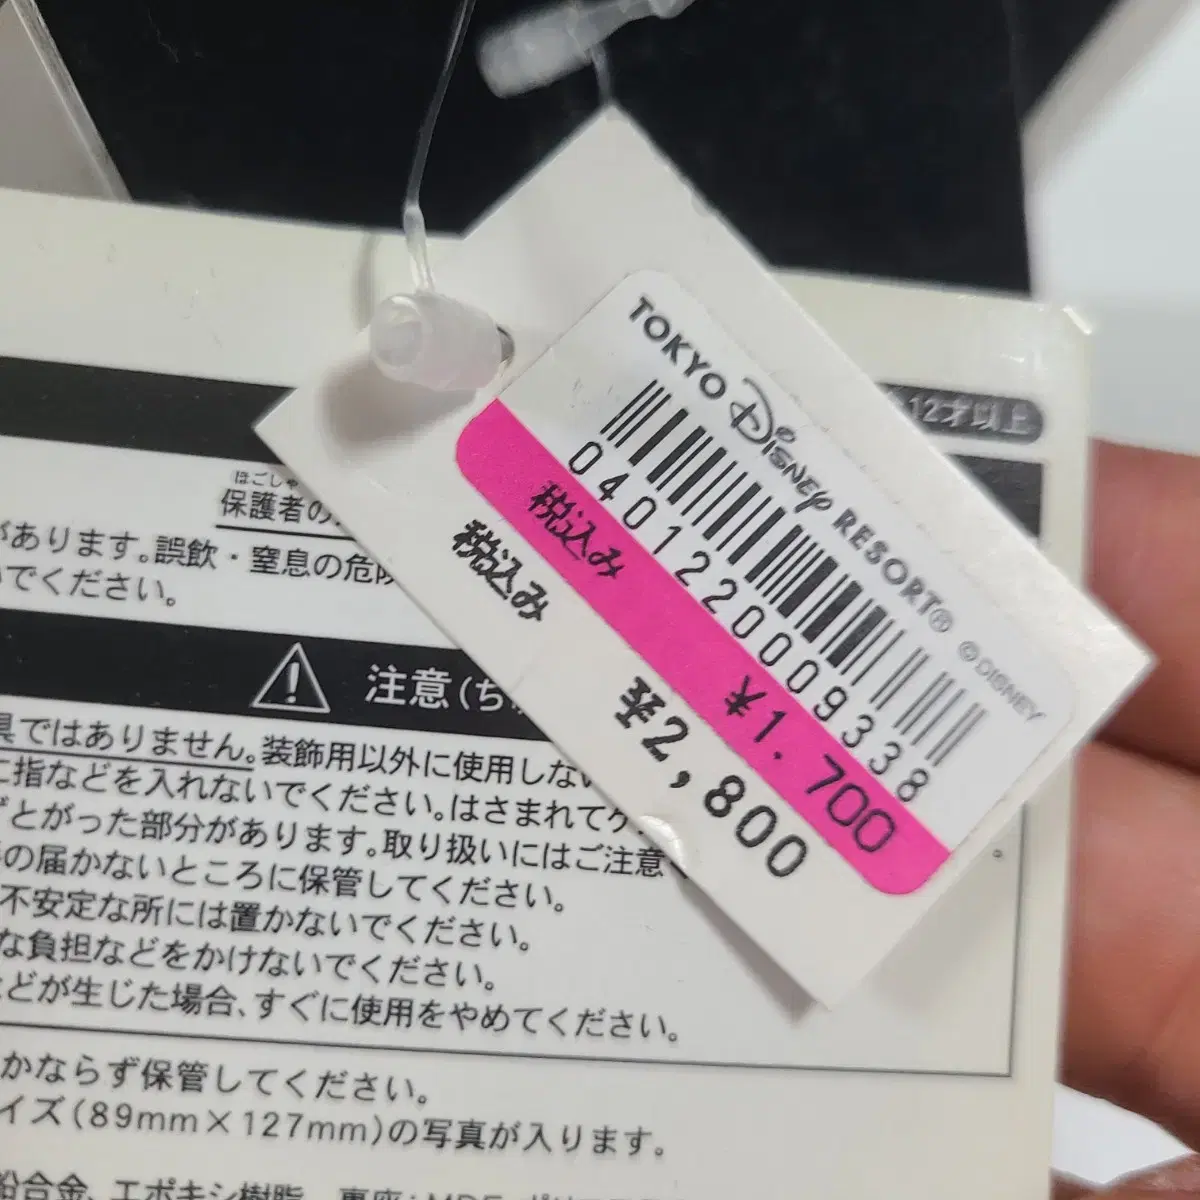 TOKYO Disney RESORT® ©DISNEY
0401220009338
税込み ¥1,700
税込み ¥2,800
12才以上
ほごしゃ
保護者の
があります。誤飲・窒息の危険
でください。
注意(ち
具ではありません。装飾用以外に使用しない
に指などを入れないでください。はさまれてケ
とがった部分があります。取り扱いにはご注意
の届かないところに保管してください。
不安定な所には置かないでください。
な負担などをかけないでください。
などが生じた場合、すぐに使用をやめてください。
かならず保管してください。
イズ(89mm×127mm)の写真が入ります。
鉛合金、エポキシ樹脂